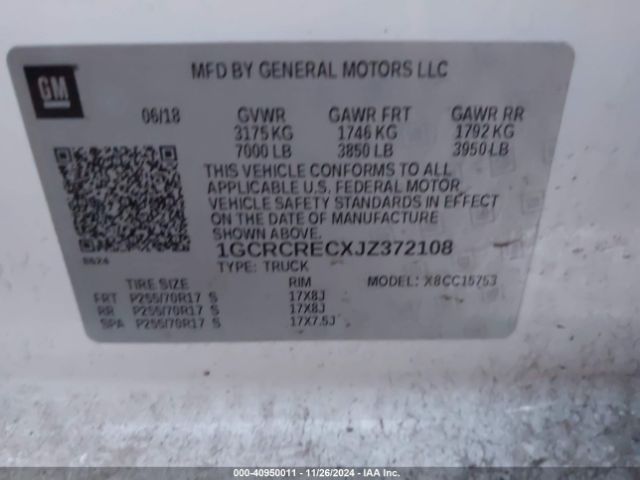 GM
MFD BY GENERAL MOTORS LLC
06/18 GVWR GAWR FRT GAWR RR
3175 KG 1746 KG 1792 KG
7000 LB 3850 LB 3950 LB
THIS VEHICLE CONFORMS TO ALL
APPLICABLE U.S. FEDERAL MOTOR
VEHICLE SAFETY STANDARDS IN EFFECT
ON THE DATE OF MANUFACTURE
SHOWN ABOVE.
8624 1GCRCRECXJZ372108
TYPE: TRUCK
TIRE SIZE RIM MODEL: X8CC15753
FRT P255/70R17 S 17X8J
RR P255/70R17 S 17X8J
SPA P255/70R17 S 17X7.5J
000-40950011 - 11/26/2024 - IAA Inc.